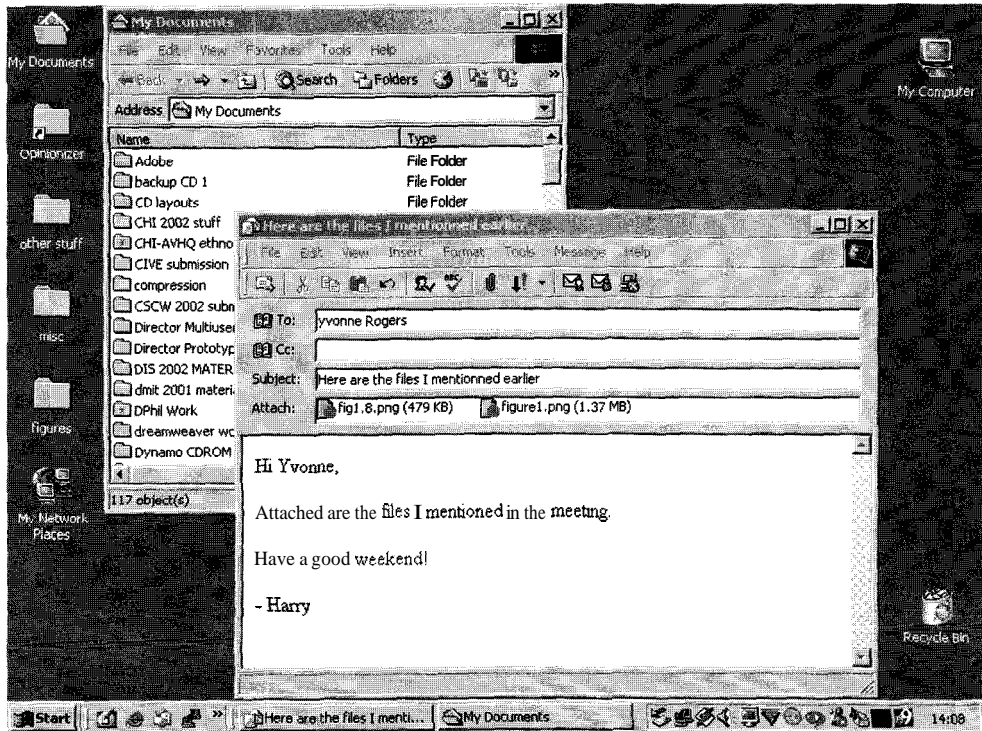 My Documents
File Edit View Favorites Tools Help
Back Search Folders »
Address My Documents
Name Type
Adobe File Folder
backup CD 1 File Folder
CD layouts File Folder
CHI 2002 stuff
CHI-AVHQ ethno
CIVE submission
compression
CSCW 2002 subm
Director Multiuser
Director Prototyp
DIS 2002 MATER
dmit 2001 materi
DPhil Work
dreamweaver wo
Dynamo CDROM
117 object(s)
My Documents
Opinionizer
other stuff
misc
figures
My Network
Places
My Computer
Recycle Bin
Here are the files I mentionned earlier
File Edit View Insert Format Tools Message Help
To: yvonne Rogers
Cc:
Subject: Here are the files I mentionned earlier
Attach: fig1.8.png (479 KB) figure1.png (1.37 MB)
Hi Yvonne,
Attached are the files I mentioned in the meeting.
Have a good weekend!
- Harry
Start » Here are the files I menti... My Documents 14:08